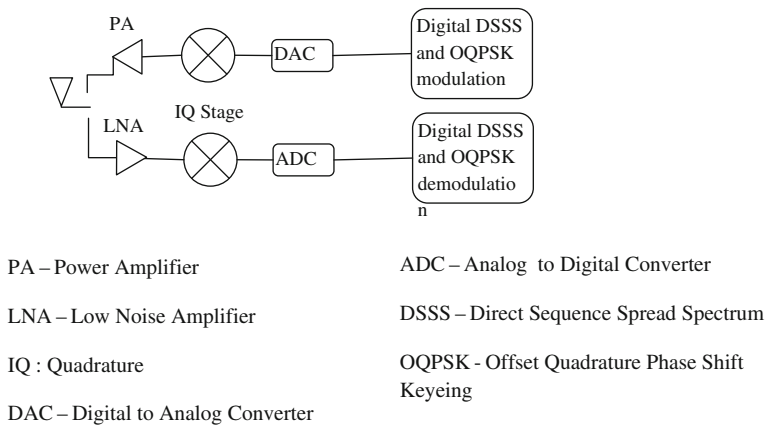 PA
DAC
Digital DSSS
and OQPSK
modulation
IQ Stage
LNA
ADC
Digital DSSS
and OQPSK
demodulatio
n
PA – Power Amplifier
LNA – Low Noise Amplifier
IQ : Quadrature
DAC – Digital to Analog Converter
ADC – Analog to Digital Converter
DSSS – Direct Sequence Spread Spectrum
OQPSK - Offset Quadrature Phase Shift
Keyeing